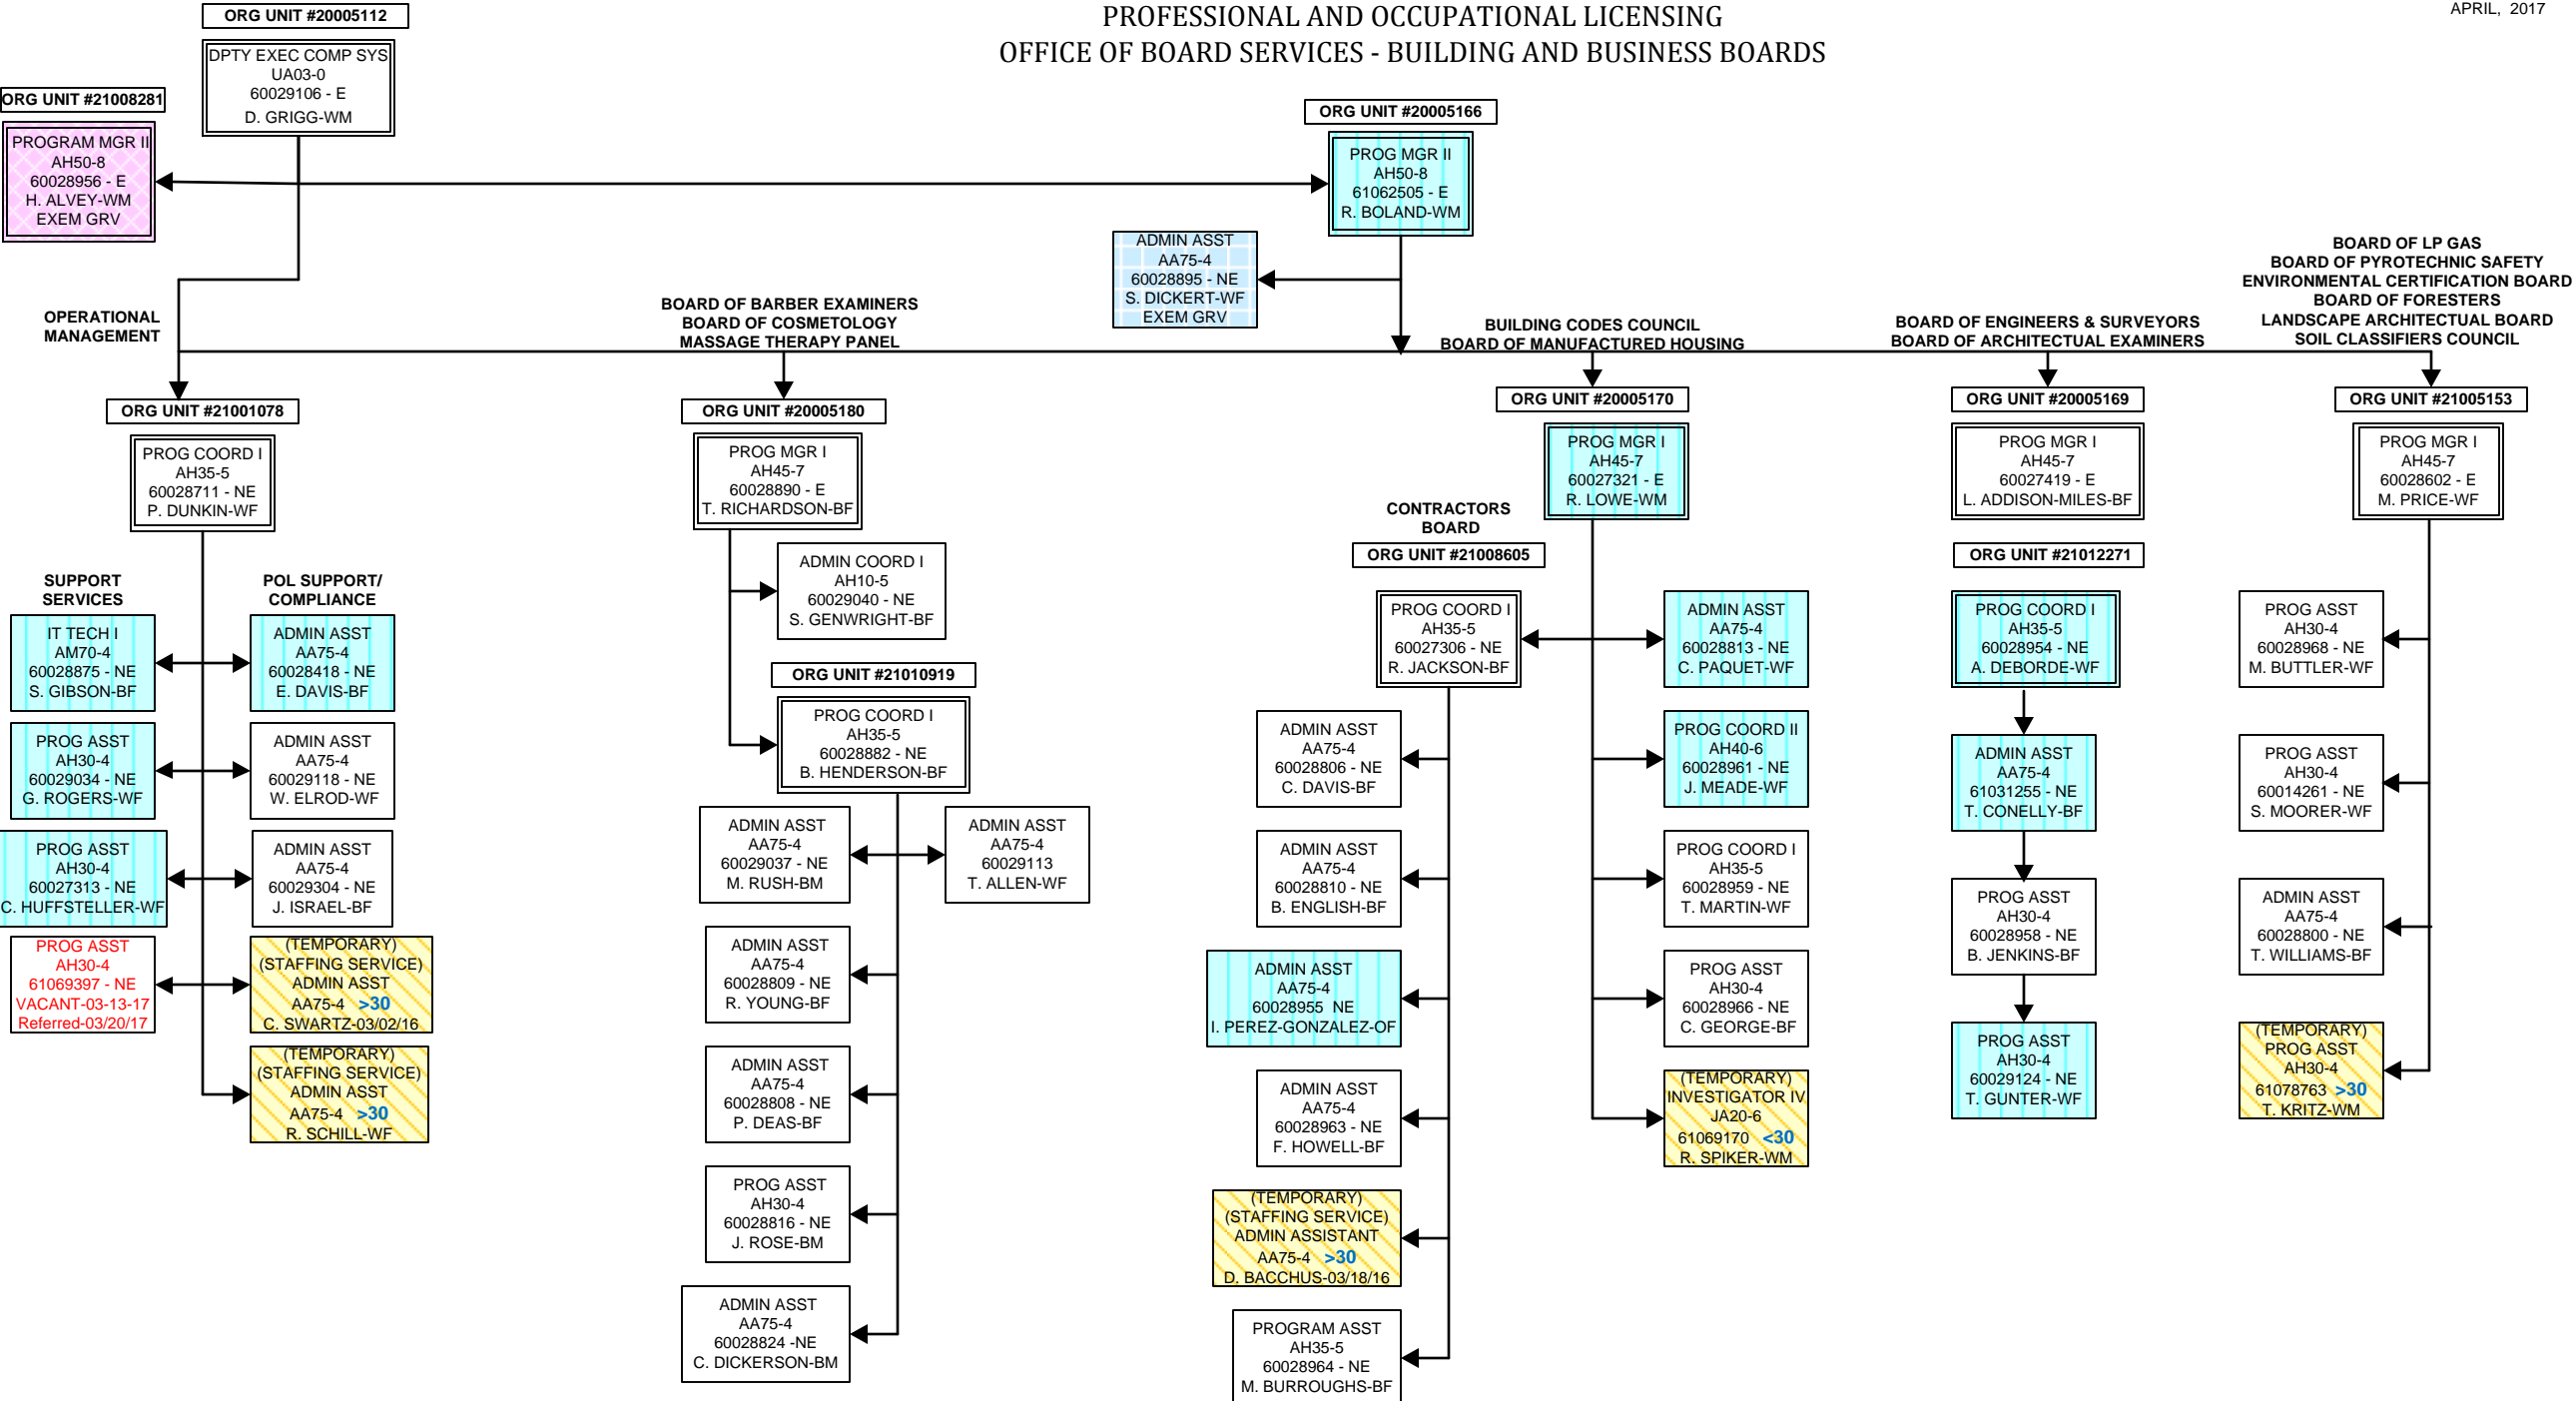 PROFESSIONAL AND OCCUPATIONAL LICENSING
OFFICE OF BOARD SERVICES - BUILDING AND BUSINESS BOARDS
APRIL, 2017
ORG UNIT #20005112
DPTY EXEC COMP SYS
UA03-0
60029106 - E
D. GRIGG-WM
ORG UNIT #21008281
PROGRAM MGR II
AH50-8
60028956 - E
H. ALVEY-WM
EXEM GRV
ORG UNIT #20005166
PROG MGR II
AH50-8
61062505 - E
R. BOLAND-WM
ADMIN ASST
AA75-4
60028895 - NE
S. DICKERT-WF
EXEM GRV
OPERATIONAL
MANAGEMENT
BOARD OF BARBER EXAMINERS
BOARD OF COSMETOLOGY
MASSAGE THERAPY PANEL
BUILDING CODES COUNCIL
BOARD OF MANUFACTURED HOUSING
BOARD OF ENGINEERS & SURVEYORS
BOARD OF ARCHITECTUAL EXAMINERS
BOARD OF LP GAS
BOARD OF PYROTECHNIC SAFETY
ENVIRONMENTAL CERTIFICATION BOARD
BOARD OF FORESTERS
LANDSCAPE ARCHITECTUAL BOARD
SOIL CLASSIFIERS COUNCIL
ORG UNIT #21001078
PROG COORD I
AH35-5
60028711 - NE
P. DUNKIN-WF
SUPPORT
SERVICES
IT TECH I
AM70-4
60028875 - NE
S. GIBSON-BF
PROG ASST
AH30-4
60029034 - NE
G. ROGERS-WF
PROG ASST
AH30-4
60027313 - NE
C. HUFFSTELLER-WF
PROG ASST
AH30-4
61069397 - NE
VACANT-03-13-17
Referred-03/20/17
POL SUPPORT/
COMPLIANCE
ADMIN ASST
AA75-4
60028418 - NE
E. DAVIS-BF
ADMIN ASST
AA75-4
60029118 - NE
W. ELROD-WF
ADMIN ASST
AA75-4
60029304 - NE
J. ISRAEL-BF
(TEMPORARY)
(STAFFING SERVICE)
ADMIN ASST
AA75-4 >30
C. SWARTZ-03/02/16
(TEMPORARY)
(STAFFING SERVICE)
ADMIN ASST
AA75-4 >30
R. SCHILL-WF
ORG UNIT #20005180
PROG MGR I
AH45-7
60028890 - E
T. RICHARDSON-BF
ADMIN COORD I
AH10-5
60029040 - NE
S. GENWRIGHT-BF
ORG UNIT #21010919
PROG COORD I
AH35-5
60028882 - NE
B. HENDERSON-BF
ADMIN ASST
AA75-4
60029037 - NE
M. RUSH-BM
ADMIN ASST
AA75-4
60029113
T. ALLEN-WF
ADMIN ASST
AA75-4
60028809 - NE
R. YOUNG-BF
ADMIN ASST
AA75-4
60028808 - NE
P. DEAS-BF
PROG ASST
AH30-4
60028816 - NE
J. ROSE-BM
ADMIN ASST
AA75-4
60028824 -NE
C. DICKERSON-BM
ORG UNIT #20005170
PROG MGR I
AH45-7
60027321 - E
R. LOWE-WM
CONTRACTORS
BOARD
ORG UNIT #21008605
PROG COORD I
AH35-5
60027306 - NE
R. JACKSON-BF
ADMIN ASST
AA75-4
60028806 - NE
C. DAVIS-BF
ADMIN ASST
AA75-4
60028810 - NE
B. ENGLISH-BF
ADMIN ASST
AA75-4
60028955 NE
I. PEREZ-GONZALEZ-OF
ADMIN ASST
AA75-4
60028963 - NE
F. HOWELL-BF
(TEMPORARY)
(STAFFING SERVICE)
ADMIN ASSISTANT
AA75-4 >30
D. BACCHUS-03/18/16
PROGRAM ASST
AH35-5
60028964 - NE
M. BURROUGHS-BF
ADMIN ASST
AA75-4
60028813 - NE
C. PAQUET-WF
PROG COORD II
AH40-6
60028961 - NE
J. MEADE-WF
PROG COORD I
AH35-5
60028959 - NE
T. MARTIN-WF
PROG ASST
AH30-4
60028966 - NE
C. GEORGE-BF
(TEMPORARY)
INVESTIGATOR IV
JA20-6
61069170 <30
R. SPIKER-WM
ORG UNIT #20005169
PROG MGR I
AH45-7
60027419 - E
L. ADDISON-MILES-BF
ORG UNIT #21012271
PROG COORD I
AH35-5
60028954 - NE
A. DEBORDE-WF
ADMIN ASST
AA75-4
61031255 - NE
T. CONELLY-BF
PROG ASST
AH30-4
60028958 - NE
B. JENKINS-BF
PROG ASST
AH30-4
60029124 - NE
T. GUNTER-WF
ORG UNIT #21005153
PROG MGR I
AH45-7
60028602 - E
M. PRICE-WF
PROG ASST
AH30-4
60028968 - NE
M. BUTTLER-WF
PROG ASST
AH30-4
60014261 - NE
S. MOORER-WF
ADMIN ASST
AA75-4
60028800 - NE
T. WILLIAMS-BF
(TEMPORARY)
PROG ASST
AH30-4
61078763 >30
T. KRITZ-WM